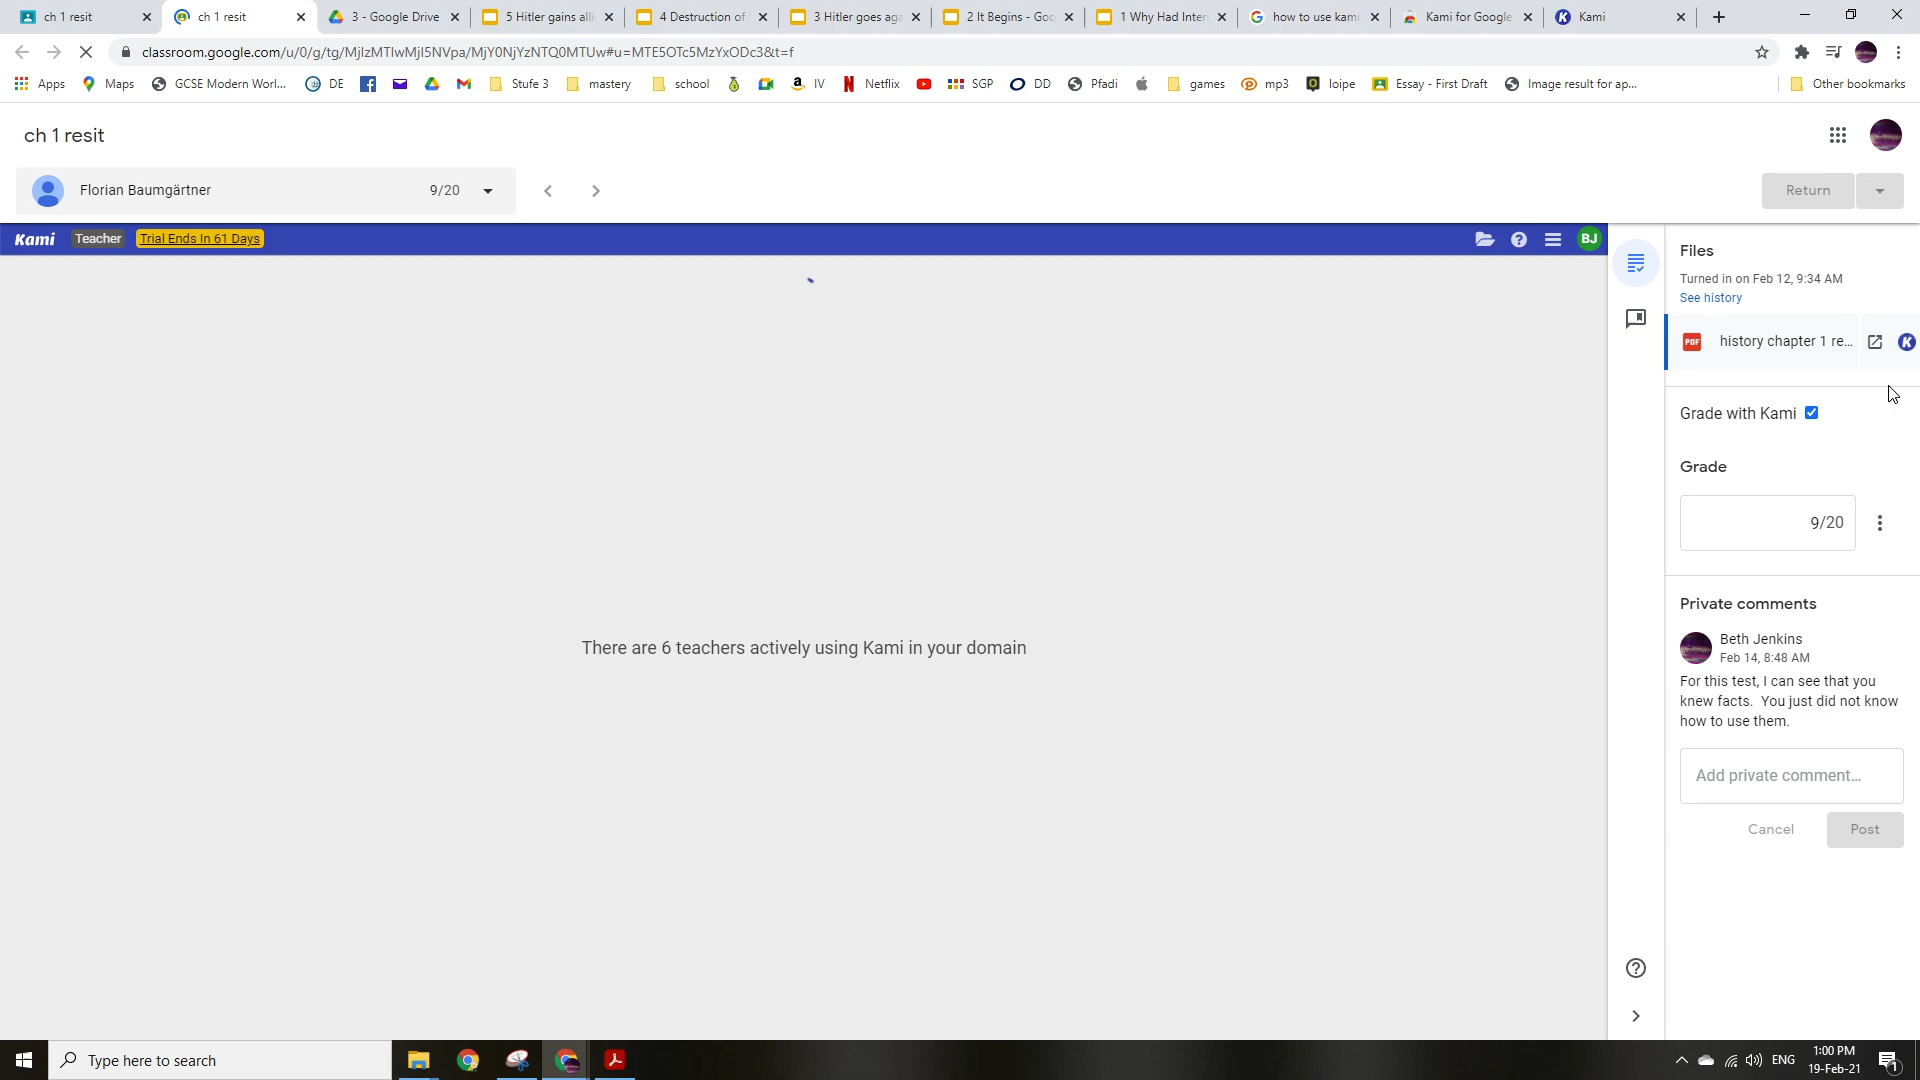 ch 1 resit
ch 1 resit
3 - Google Drive
5 Hitler gains alli
4 Destruction of
3 Hitler goes aga
2 It Begins - Goo
1 Why Had Inter
how to use kami
Kami for Google
Kami
classroom.google.com/u/0/g/tg/MjIzMTIwMjI5NVpa/MjY0NjYzNTQ0MTUw#u=MTE5OTc5MzYxODc3&t=f
Apps
Maps
GCSE Modern Worl...
DE
Stufe 3
mastery
school
IV
Netflix
SGP
DD
Pfadi
games
mp3
loipe
Essay - First Draft
Image result for ap...
Other bookmarks
ch 1 resit
Florian Baumgärtner
9/20
Return
Kami
Teacher
Trial Ends In 61 Days
BJ
There are 6 teachers actively using Kami in your domain
Files
Turned in on Feb 12, 9:34 AM
See history
PDF
history chapter 1 re...
Grade with Kami
Grade
9/20
Private comments
Beth Jenkins
Feb 14, 8:48 AM
For this test, I can see that you
knew facts. You just did not know
how to use them.
Add private comment...
Cancel
Post
Type here to search
ENG
1:00 PM
19-Feb-21
1